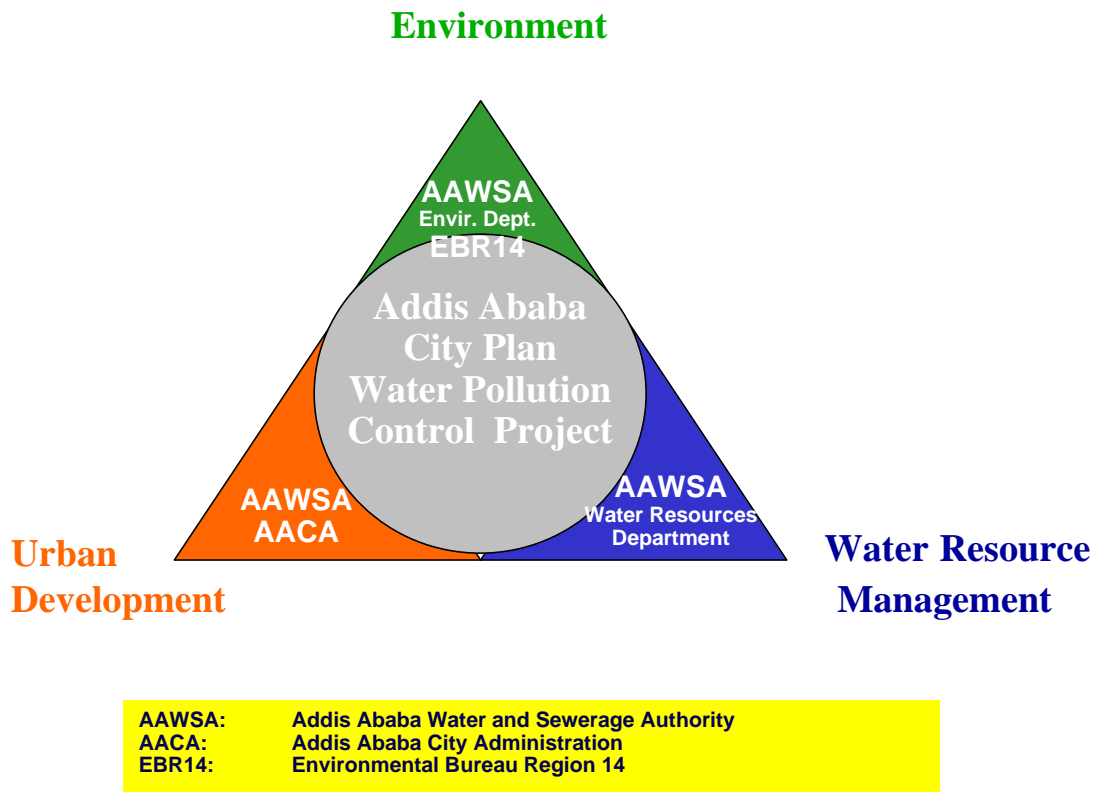 Environment
AAWSA
Envir. Dept.
EBR14
Addis Ababa
City Plan
Water Pollution
Control Project
AAWSA
AACA
AAWSA
Water Resources
Department
Urban
Development
Water Resource
Management
AAWSA: Addis Ababa Water and Sewerage Authority
AACA: Addis Ababa City Administration
EBR14: Environmental Bureau Region 14